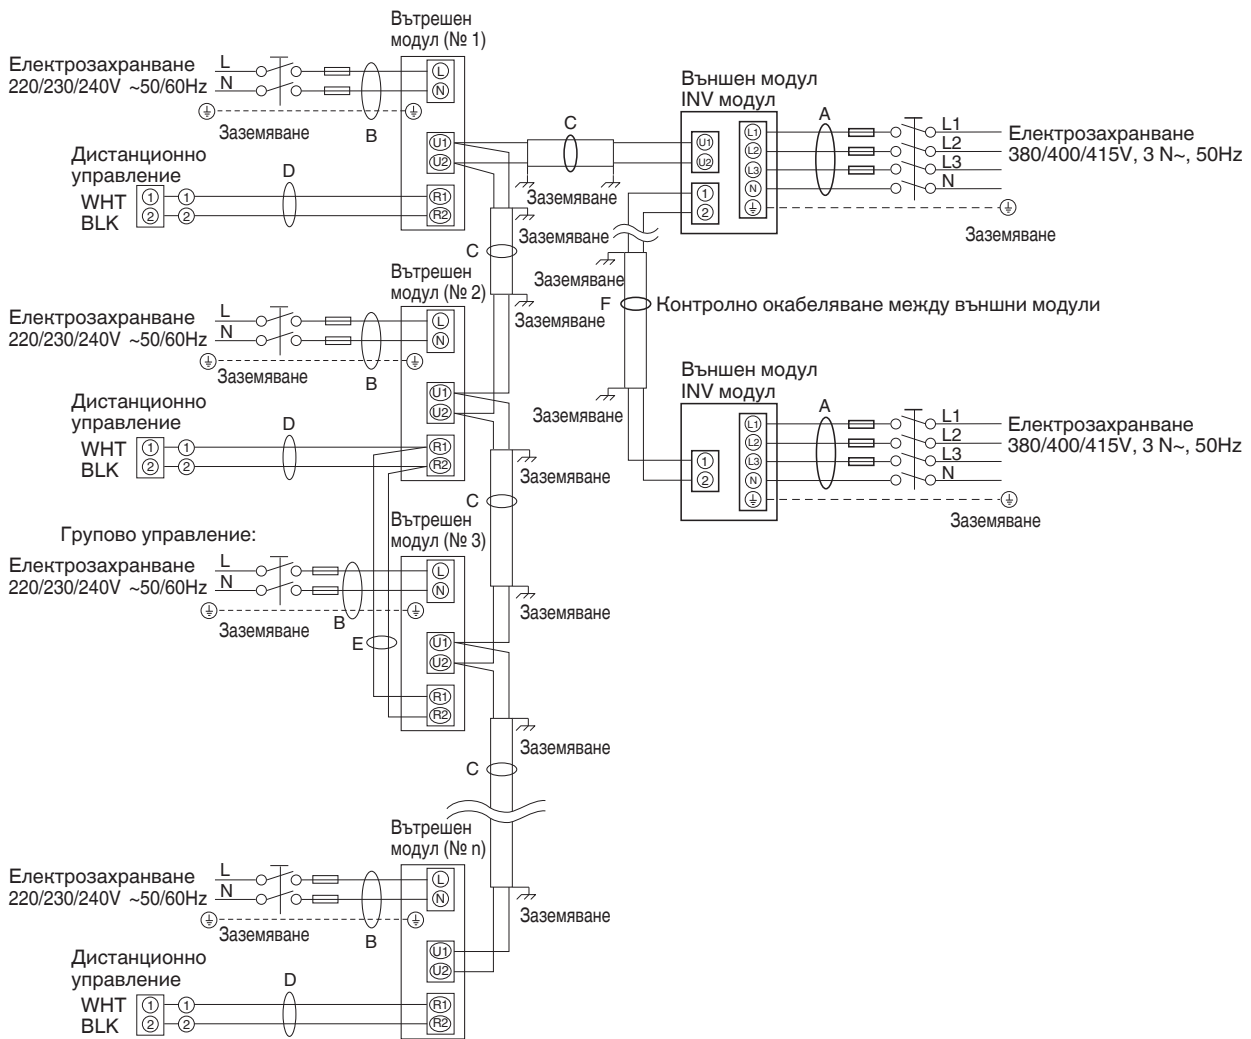 Вътрешен
модул (№ 1)
Електрозахранване
220/230/240V ~50/60Hz
L
N
Заземяване
B
L
N
U1
U2
R1
R2
Дистанционно
управление
WHT
BLK
1
2
1
2
D
C
Заземяване
Външен модул
INV модул
U1
U2
1
2
L1
L2
L3
N
A
L1
L2
L3
N
Електрозахранване
380/400/415V, 3 N~, 50Hz
Заземяване
C
Заземяване
Заземяване
Заземяване
F
Контролно окабеляване между външни модули
Заземяване
Вътрешен
модул (№ 2)
Електрозахранване
220/230/240V ~50/60Hz
L
N
Заземяване
B
L
N
U1
U2
R1
R2
Дистанционно
управление
WHT
BLK
1
2
1
2
D
Външен модул
INV модул
1
2
L1
L2
L3
N
A
L1
L2
L3
N
Електрозахранване
380/400/415V, 3 N~, 50Hz
Заземяване
C
Заземяване
Заземяване
Групово управление:
Вътрешен
модул (№ 3)
Електрозахранване
220/230/240V ~50/60Hz
L
N
Заземяване
B
E
L
N
U1
U2
R1
R2
C
Заземяване
Заземяване
Вътрешен
модул (№ n)
Електрозахранване
220/230/240V ~50/60Hz
L
N
Заземяване
B
L
N
U1
U2
R1
R2
Дистанционно
управление
WHT
BLK
1
2
1
2
D